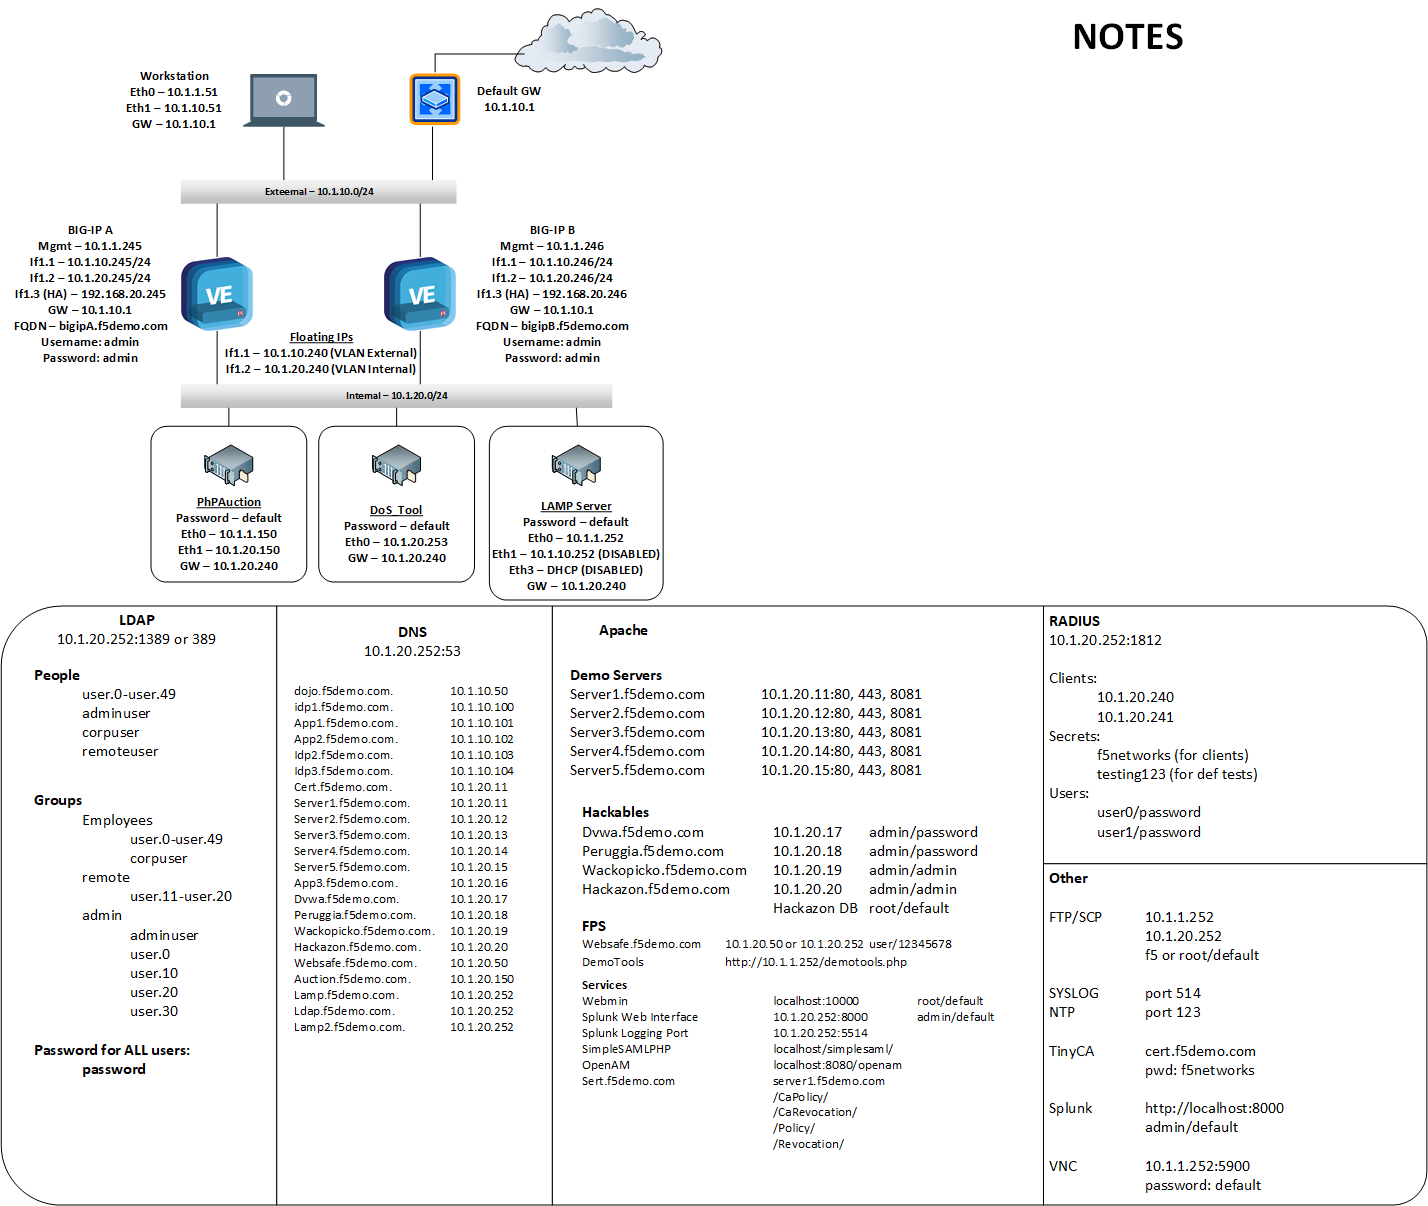 NOTES
Workstation
Eth0 – 10.1.1.51
Eth1 – 10.1.10.51
GW – 10.1.10.1
Default GW
10.1.10.1
Exteernal – 10.1.10.0/24
BIG-IP A
Mgmt – 10.1.1.245
If1.1 – 10.1.10.245/24
If1.2 – 10.1.20.245/24
If1.3 (HA) – 192.168.20.245
GW – 10.1.10.1
FQDN – bigipA.f5demo.com
Username: admin
Password: admin
VE
VE
BIG-IP B
Mgmt – 10.1.1.246
If1.1 – 10.1.10.246/24
If1.2 – 10.1.20.246/24
If1.3 (HA) – 192.168.20.246
GW – 10.1.10.1
FQDN – bigipB.f5demo.com
Username: admin
Password: admin
Floating IPs
If1.1 – 10.1.10.240 (VLAN External)
If1.2 – 10.1.20.240 (VLAN Internal)
Internal – 10.1.20.0/24
PhPAuction
Password – default
Eth0 – 10.1.1.150
Eth1 – 10.1.20.150
GW – 10.1.20.240
DoS_Tool
Password – default
Eth0 – 10.1.20.253
GW – 10.1.20.240
LAMP Server
Password – default
Eth0 – 10.1.1.252
Eth1 – 10.1.10.252 (DISABLED)
Eth3 – DHCP (DISABLED)
GW – 10.1.20.240
LDAP
10.1.20.252:1389 or 389
People
user.0-user.49
adminuser
corpuser
remoteuser
Groups
Employees
user.0-user.49
corpuser
remote
user.11-user.20
admin
adminuser
user.0
user.10
user.20
user.30
Password for ALL users:
password
DNS
10.1.20.252:53
dojo.f5demo.com. 10.1.10.50
idp1.f5demo.com. 10.1.10.100
App1.f5demo.com. 10.1.10.101
App2.f5demo.com. 10.1.10.102
Idp2.f5demo.com. 10.1.10.103
Idp3.f5demo.com. 10.1.10.104
Cert.f5demo.com. 10.1.20.11
Server1.f5demo.com. 10.1.20.11
Server2.f5demo.com. 10.1.20.12
Server3.f5demo.com. 10.1.20.13
Server4.f5demo.com. 10.1.20.14
Server5.f5demo.com. 10.1.20.15
App3.f5demo.com. 10.1.20.16
Dvwa.f5demo.com. 10.1.20.17
Peruggia.f5demo.com. 10.1.20.18
Wackopicko.f5demo.com. 10.1.20.19
Hackazon.f5demo.com. 10.1.20.20
Websafe.f5demo.com. 10.1.20.50
Auction.f5demo.com. 10.1.20.150
Lamp.f5demo.com. 10.1.20.252
Ldap.f5demo.com. 10.1.20.252
Lamp2.f5demo.com. 10.1.20.252
Apache
Demo Servers
Server1.f5demo.com 10.1.20.11:80, 443, 8081
Server2.f5demo.com 10.1.20.12:80, 443, 8081
Server3.f5demo.com 10.1.20.13:80, 443, 8081
Server4.f5demo.com 10.1.20.14:80, 443, 8081
Server5.f5demo.com 10.1.20.15:80, 443, 8081
Hackables
Dvwa.f5demo.com 10.1.20.17 admin/password
Peruggia.f5demo.com 10.1.20.18 admin/password
Wackopicko.f5demo.com 10.1.20.19 admin/admin
Hackazon.f5demo.com 10.1.20.20 admin/admin
Hackazon DB root/default
FPS
Websafe.f5demo.com 10.1.20.50 or 10.1.20.252 user/12345678
DemoTools http://10.1.1.252/demotools.php
Services
Webmin localhost:10000 root/default
Splunk Web Interface 10.1.20.252:8000 admin/default
Splunk Logging Port 10.1.20.252:5514
SimpleSAMLPHP localhost/simplesaml/
OpenAM localhost:8080/openam
Sert.f5demo.com server1.f5demo.com
/CaPolicy/
/CaRevocation/
/Policy/
/Revocation/
RADIUS
10.1.20.252:1812
Clients:
10.1.20.240
10.1.20.241
Secrets:
f5networks (for clients)
testing123 (for def tests)
Users:
user0/password
user1/password
Other
FTP/SCP 10.1.1.252
10.1.20.252
f5 or root/default
SYSLOG port 514
NTP port 123
TinyCA cert.f5demo.com
pwd: f5networks
Splunk http://localhost:8000
admin/default
VNC 10.1.1.252:5900
password: default